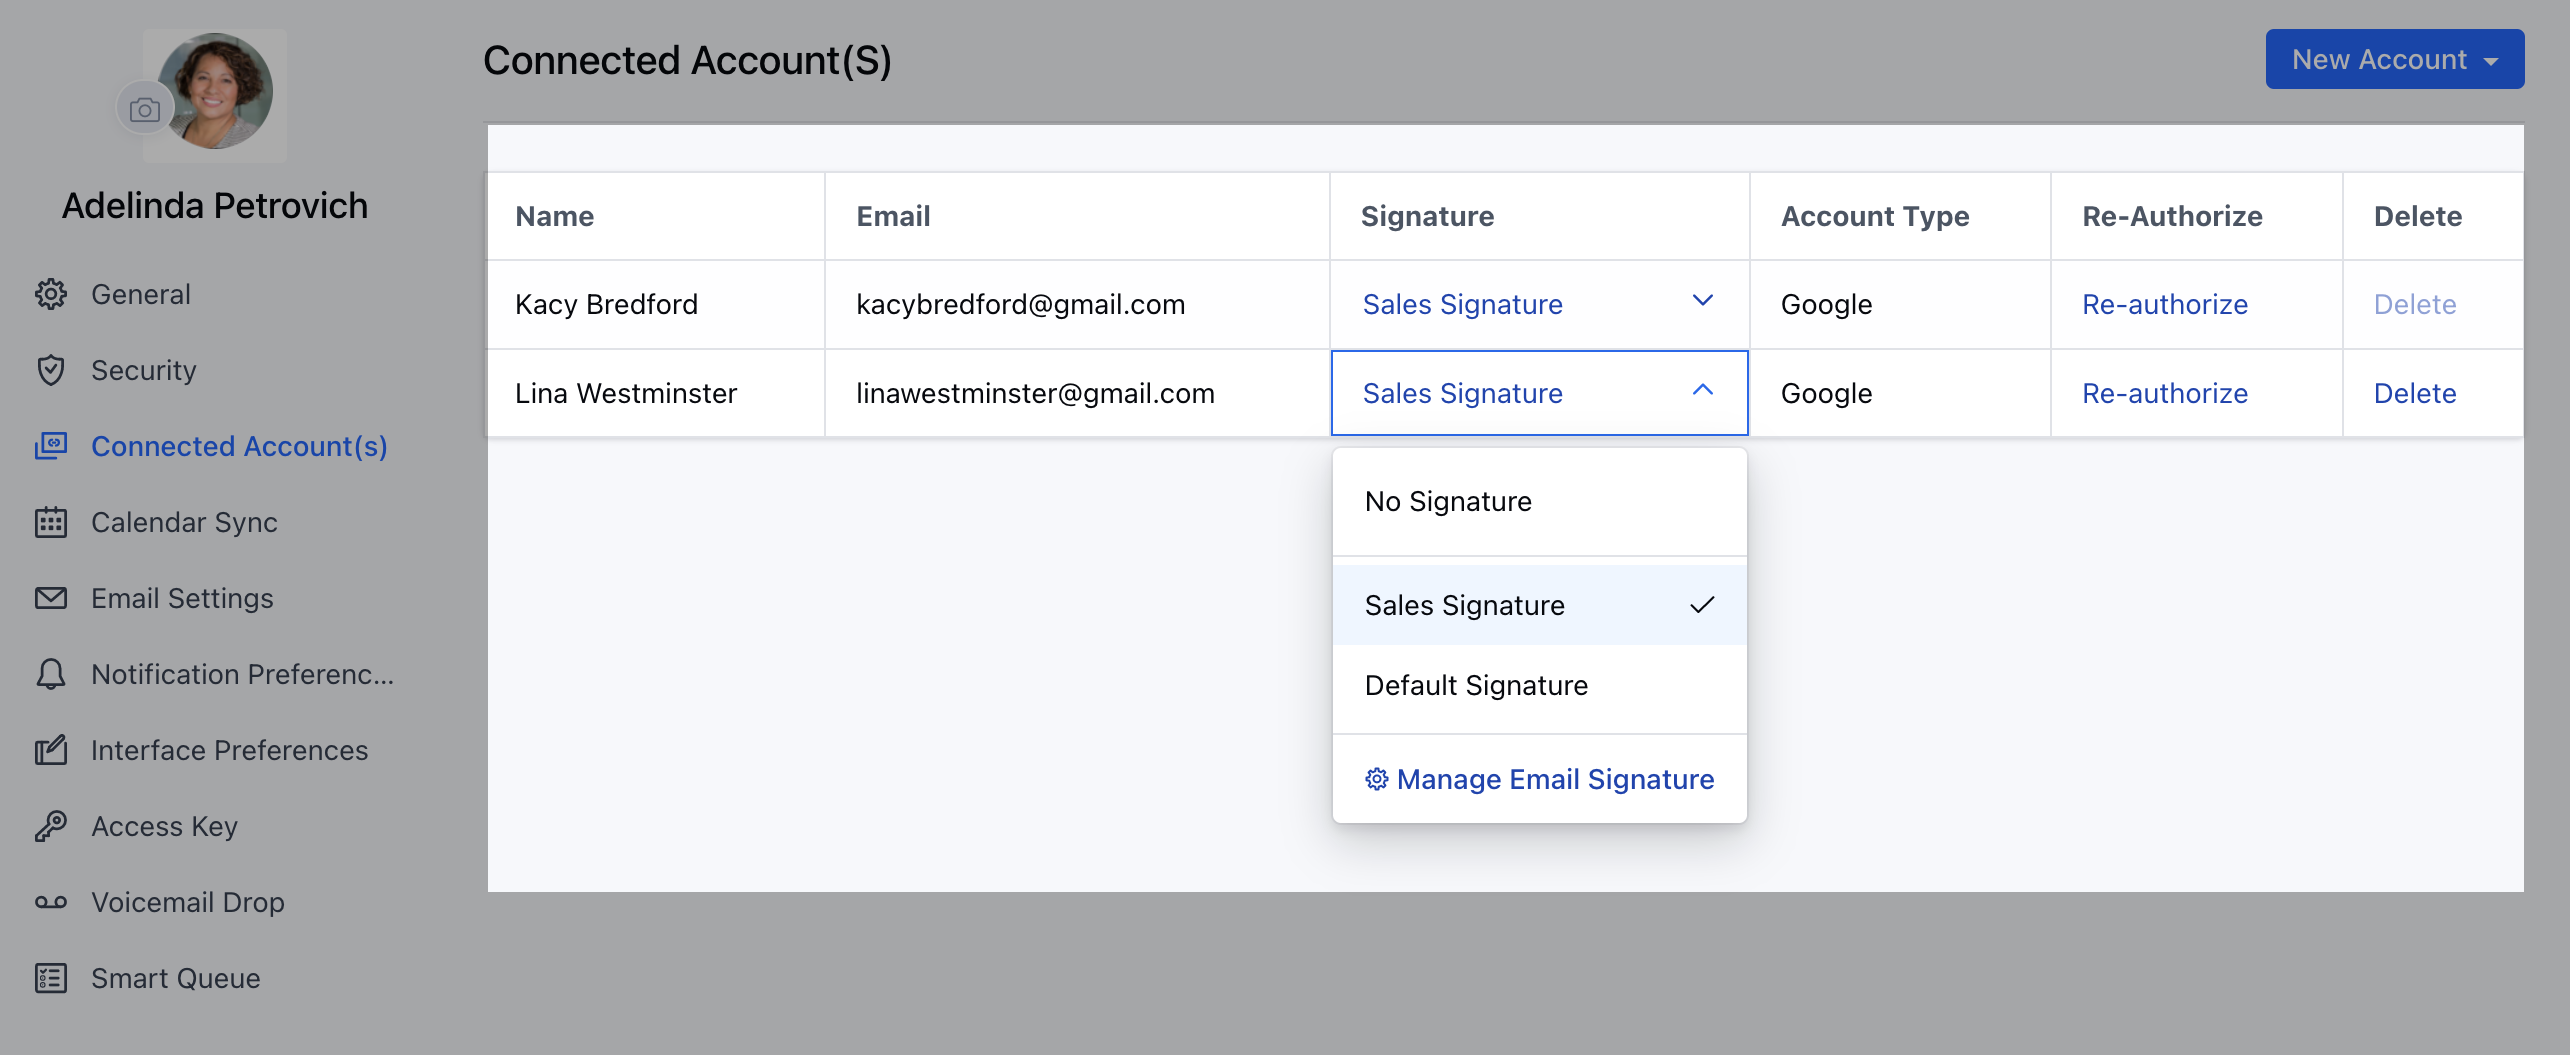 Adelinda Petrovich
General
Security
Connected Account(s)
Calendar Sync
Email Settings
Notification Preferenc...
Interface Preferences
Access Key
Voicemail Drop
Smart Queue
Connected Account(S)
New Account
Name Email Signature Account Type Re-Authorize Delete
Kacy Bredford kacybredford@gmail.com Sales Signature Google Re-authorize Delete
Lina Westminster linawestminster@gmail.com Sales Signature Google Re-authorize Delete
No Signature
Sales Signature
Default Signature
Manage Email Signature